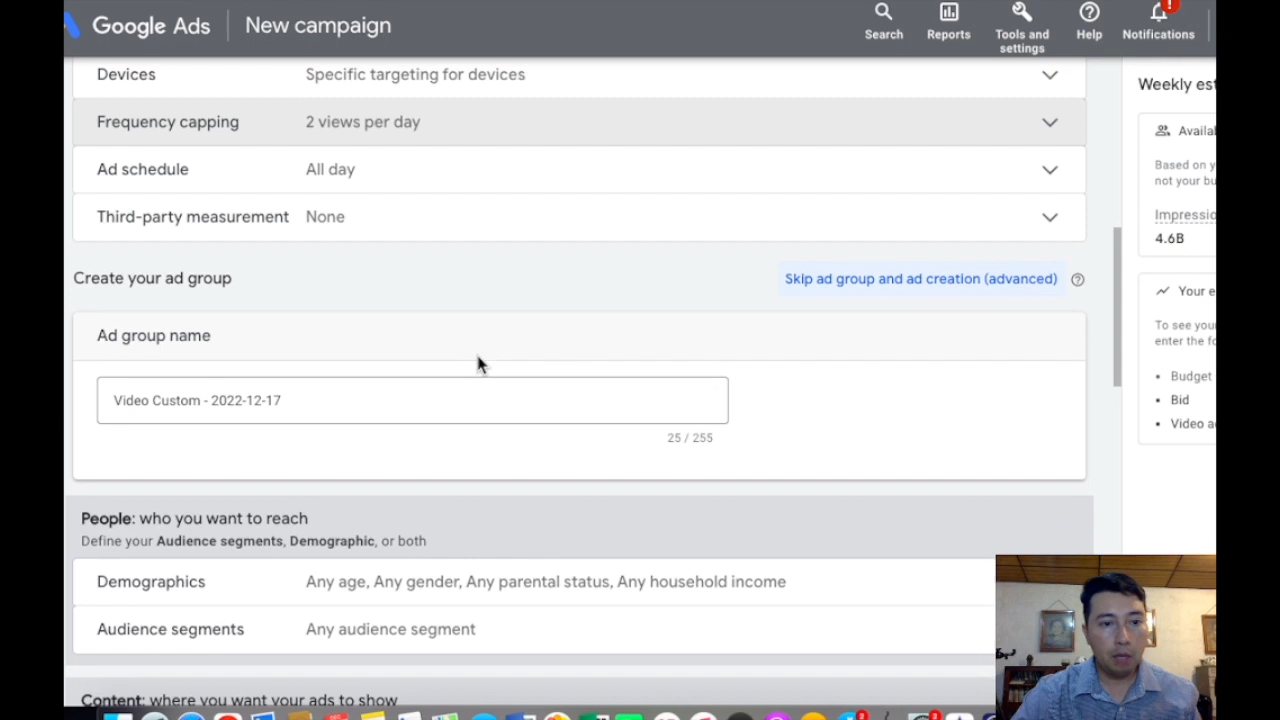 Google Ads
New campaign
Search
Reports
Tools and
settings
Help
Notifications
!
Devices
Specific targeting for devices
Frequency capping
2 views per day
Ad schedule
All day
Third-party measurement
None
Create your ad group
Skip ad group and ad creation (advanced)
Ad group name
Video Custom - 2022-12-17
25 / 255
People: who you want to reach
Define your Audience segments, Demographic, or both
Demographics
Any age, Any gender, Any parental status, Any household income
Audience segments
Any audience segment
Content: where you want your ads to show
Weekly est
Availa
Based on y
not your bu
Impressio
4.6B
Your e
To see your
enter the fo
• Budget
• Bid
• Video a